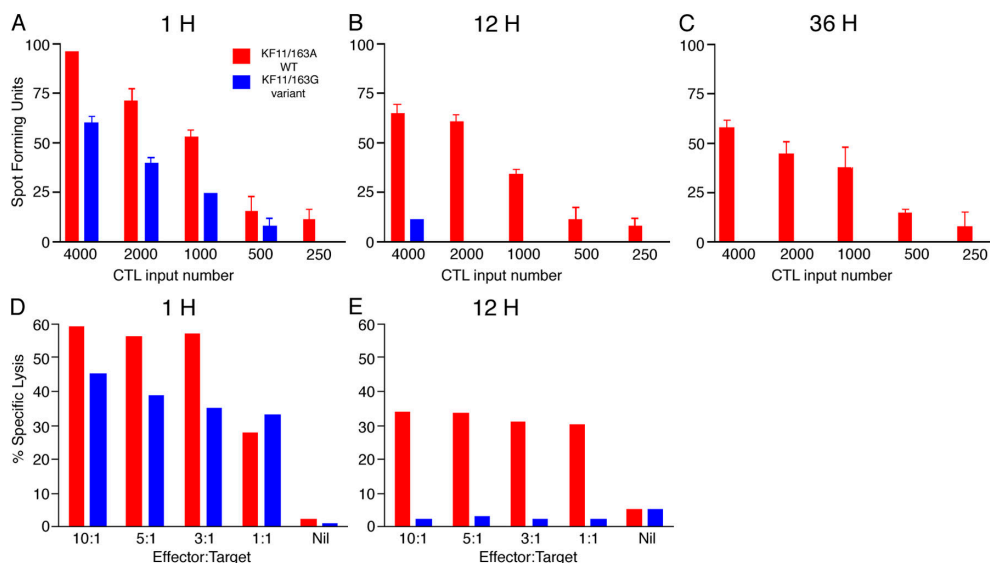 A
1 H
B
12 H
C
36 H
Spot Forming Units
100
75
50
25
0
KF11/163A
WT
KF11/163G
variant
4000 2000 1000 500 250
CTL input number
100
75
50
25
0
4000 2000 1000 500 250
CTL input number
100
75
50
25
0
4000 2000 1000 500 250
CTL input number
D
1 H
E
12 H
% Specific Lysis
60
50
40
30
20
10
0
10:1 5:1 3:1 1:1 Nil
Effector:Target
60
50
40
30
20
10
0
10:1 5:1 3:1 1:1 Nil
Effector:Target